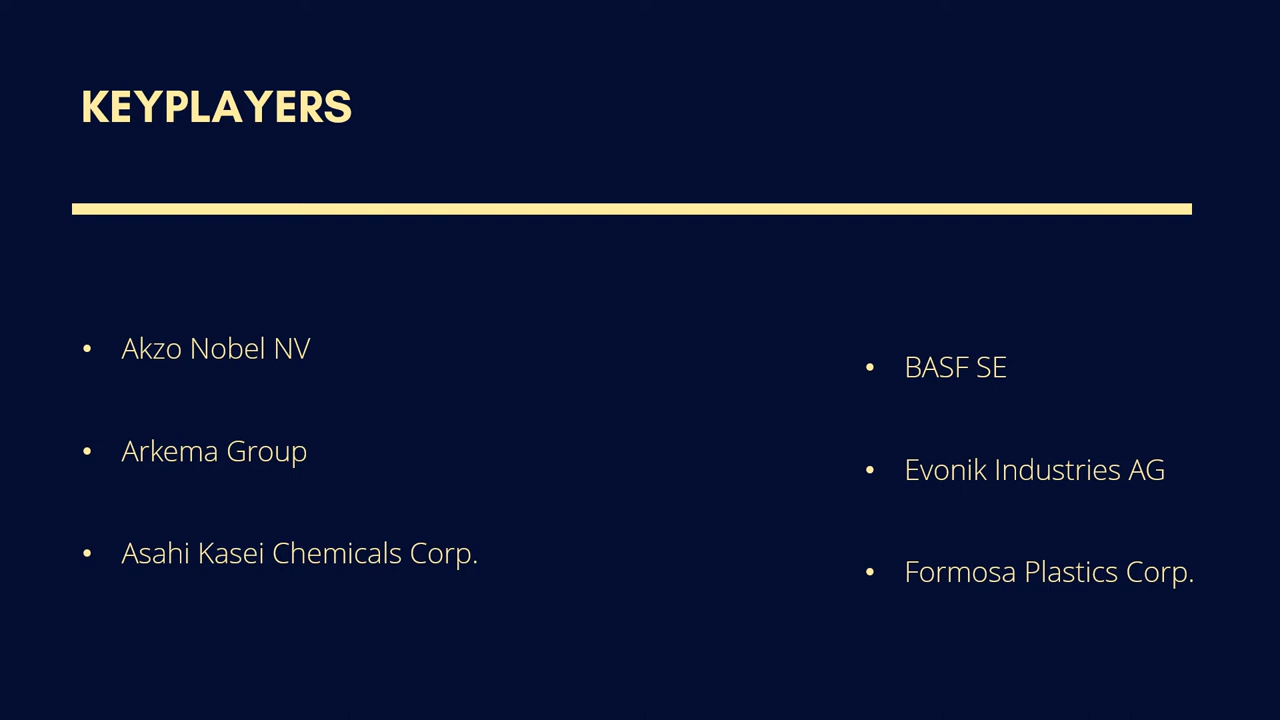 KEYPLAYERS
• Akzo Nobel NV
• Arkema Group
• Asahi Kasei Chemicals Corp.
• BASF SE
• Evonik Industries AG
• Formosa Plastics Corp.